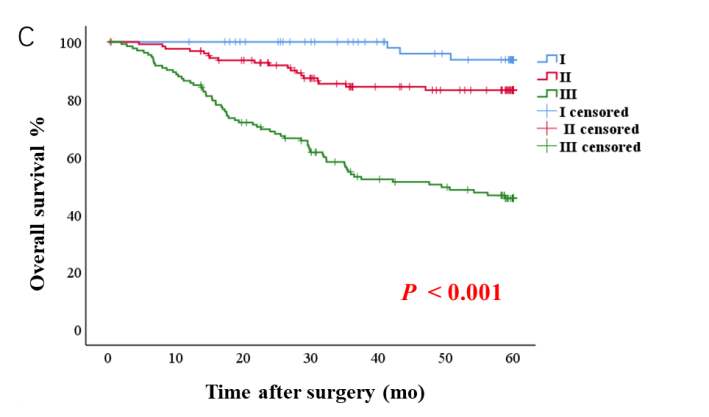 C
100
80
60
40
20
0
Overall survival %
0 10 20 30 40 50 60
Time after surgery (mo)
P < 0.001
I
II
III
I censored
II censored
III censored